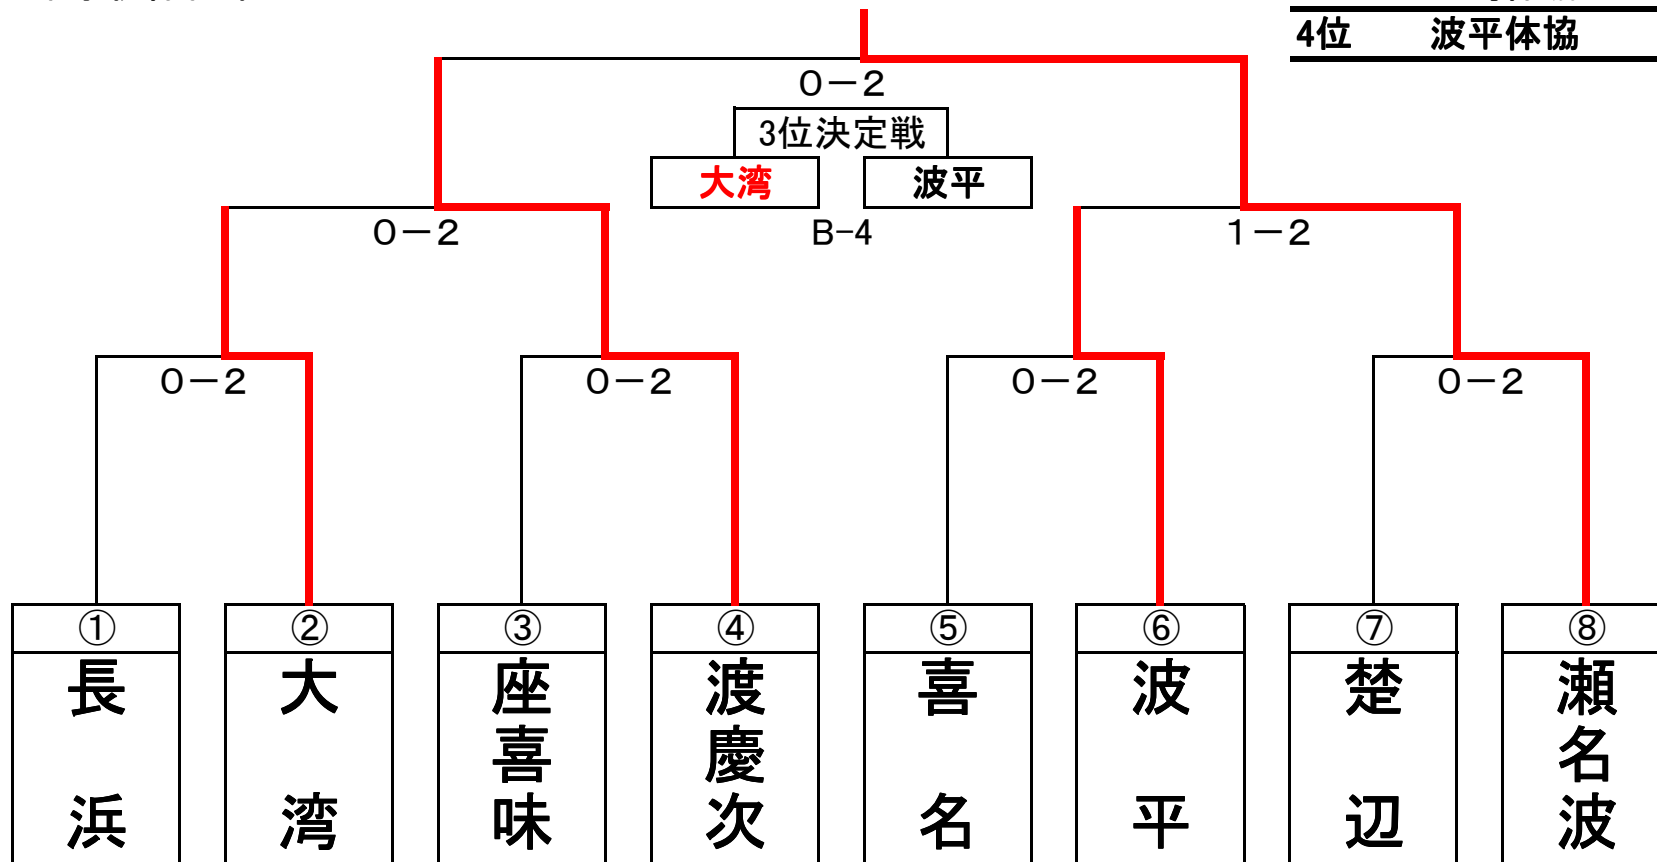 4位 波平体協
0－2
3位決定戦
大湾 波平
0－2 B-4 1－2
0－2 0－2 0－2 0－2
① ② ③ ④ ⑤ ⑥ ⑦ ⑧
長浜
大湾
座喜味
渡慶次
喜名
波平
楚辺
瀬名波